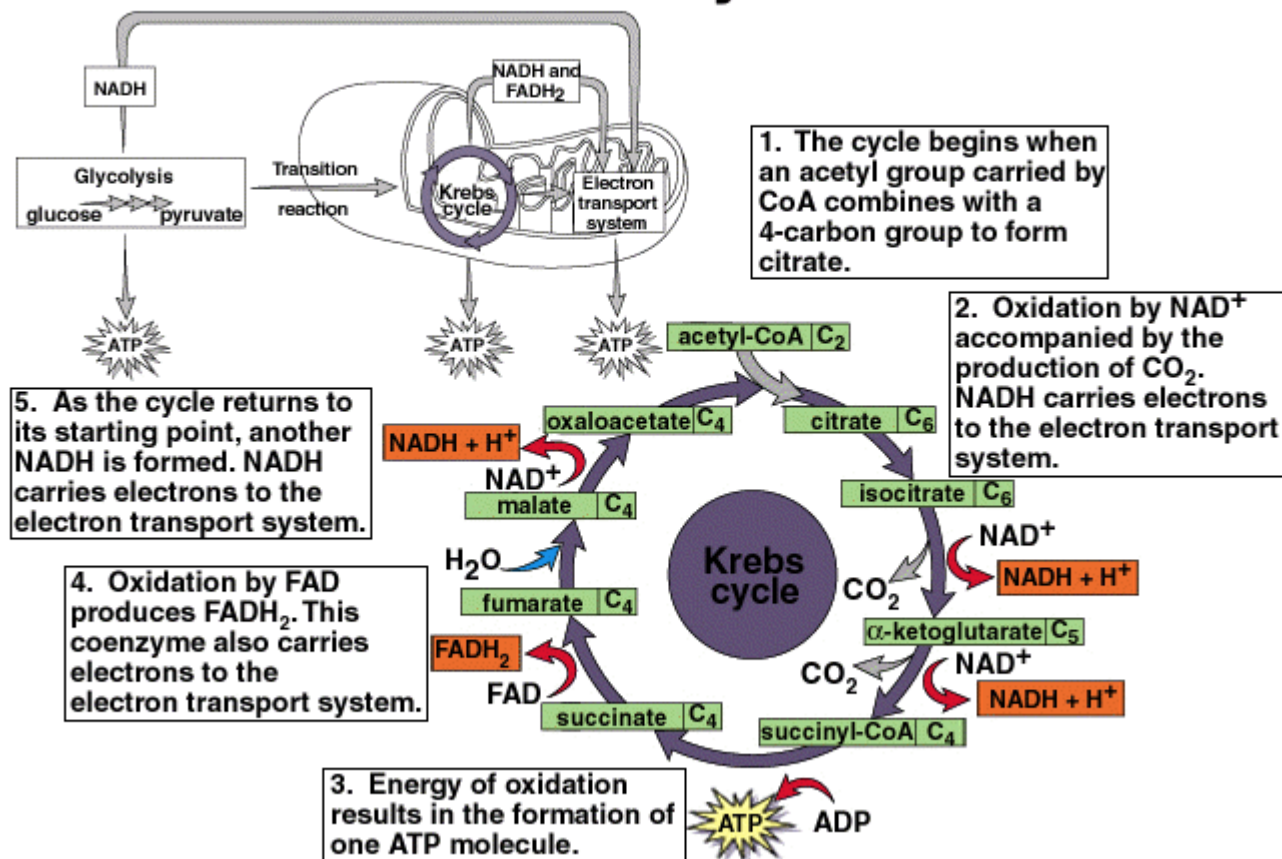 NADH
NADH and
FADH₂
Glycolysis
glucose pyruvate
Transition
reaction
Krebs
cycle
Electron
transport
system
ATP
ATP
ATP
1. The cycle begins when
an acetyl group carried by
CoA combines with a
4-carbon group to form
citrate.
2. Oxidation by NAD⁺
accompanied by the
production of CO₂.
NADH carries electrons
to the electron transport
system.
5. As the cycle returns to
its starting point, another
NADH is formed. NADH
carries electrons to the
electron transport system.
4. Oxidation by FAD
produces FADH₂. This
coenzyme also carries
electrons to the
electron transport system.
3. Energy of oxidation
results in the formation of
one ATP molecule.
acetyl-CoA C₂
oxaloacetate C₄
citrate C₆
NADH + H⁺
NAD⁺
malate C₄
isocitrate C₆
H₂O
Krebs
cycle
NAD⁺
CO₂
NADH + H⁺
fumarate C₄
α-ketoglutarate C₅
FADH₂
FAD
CO₂
NAD⁺
NADH + H⁺
succinate C₄
succinyl-CoA C₄
ATP
ADP